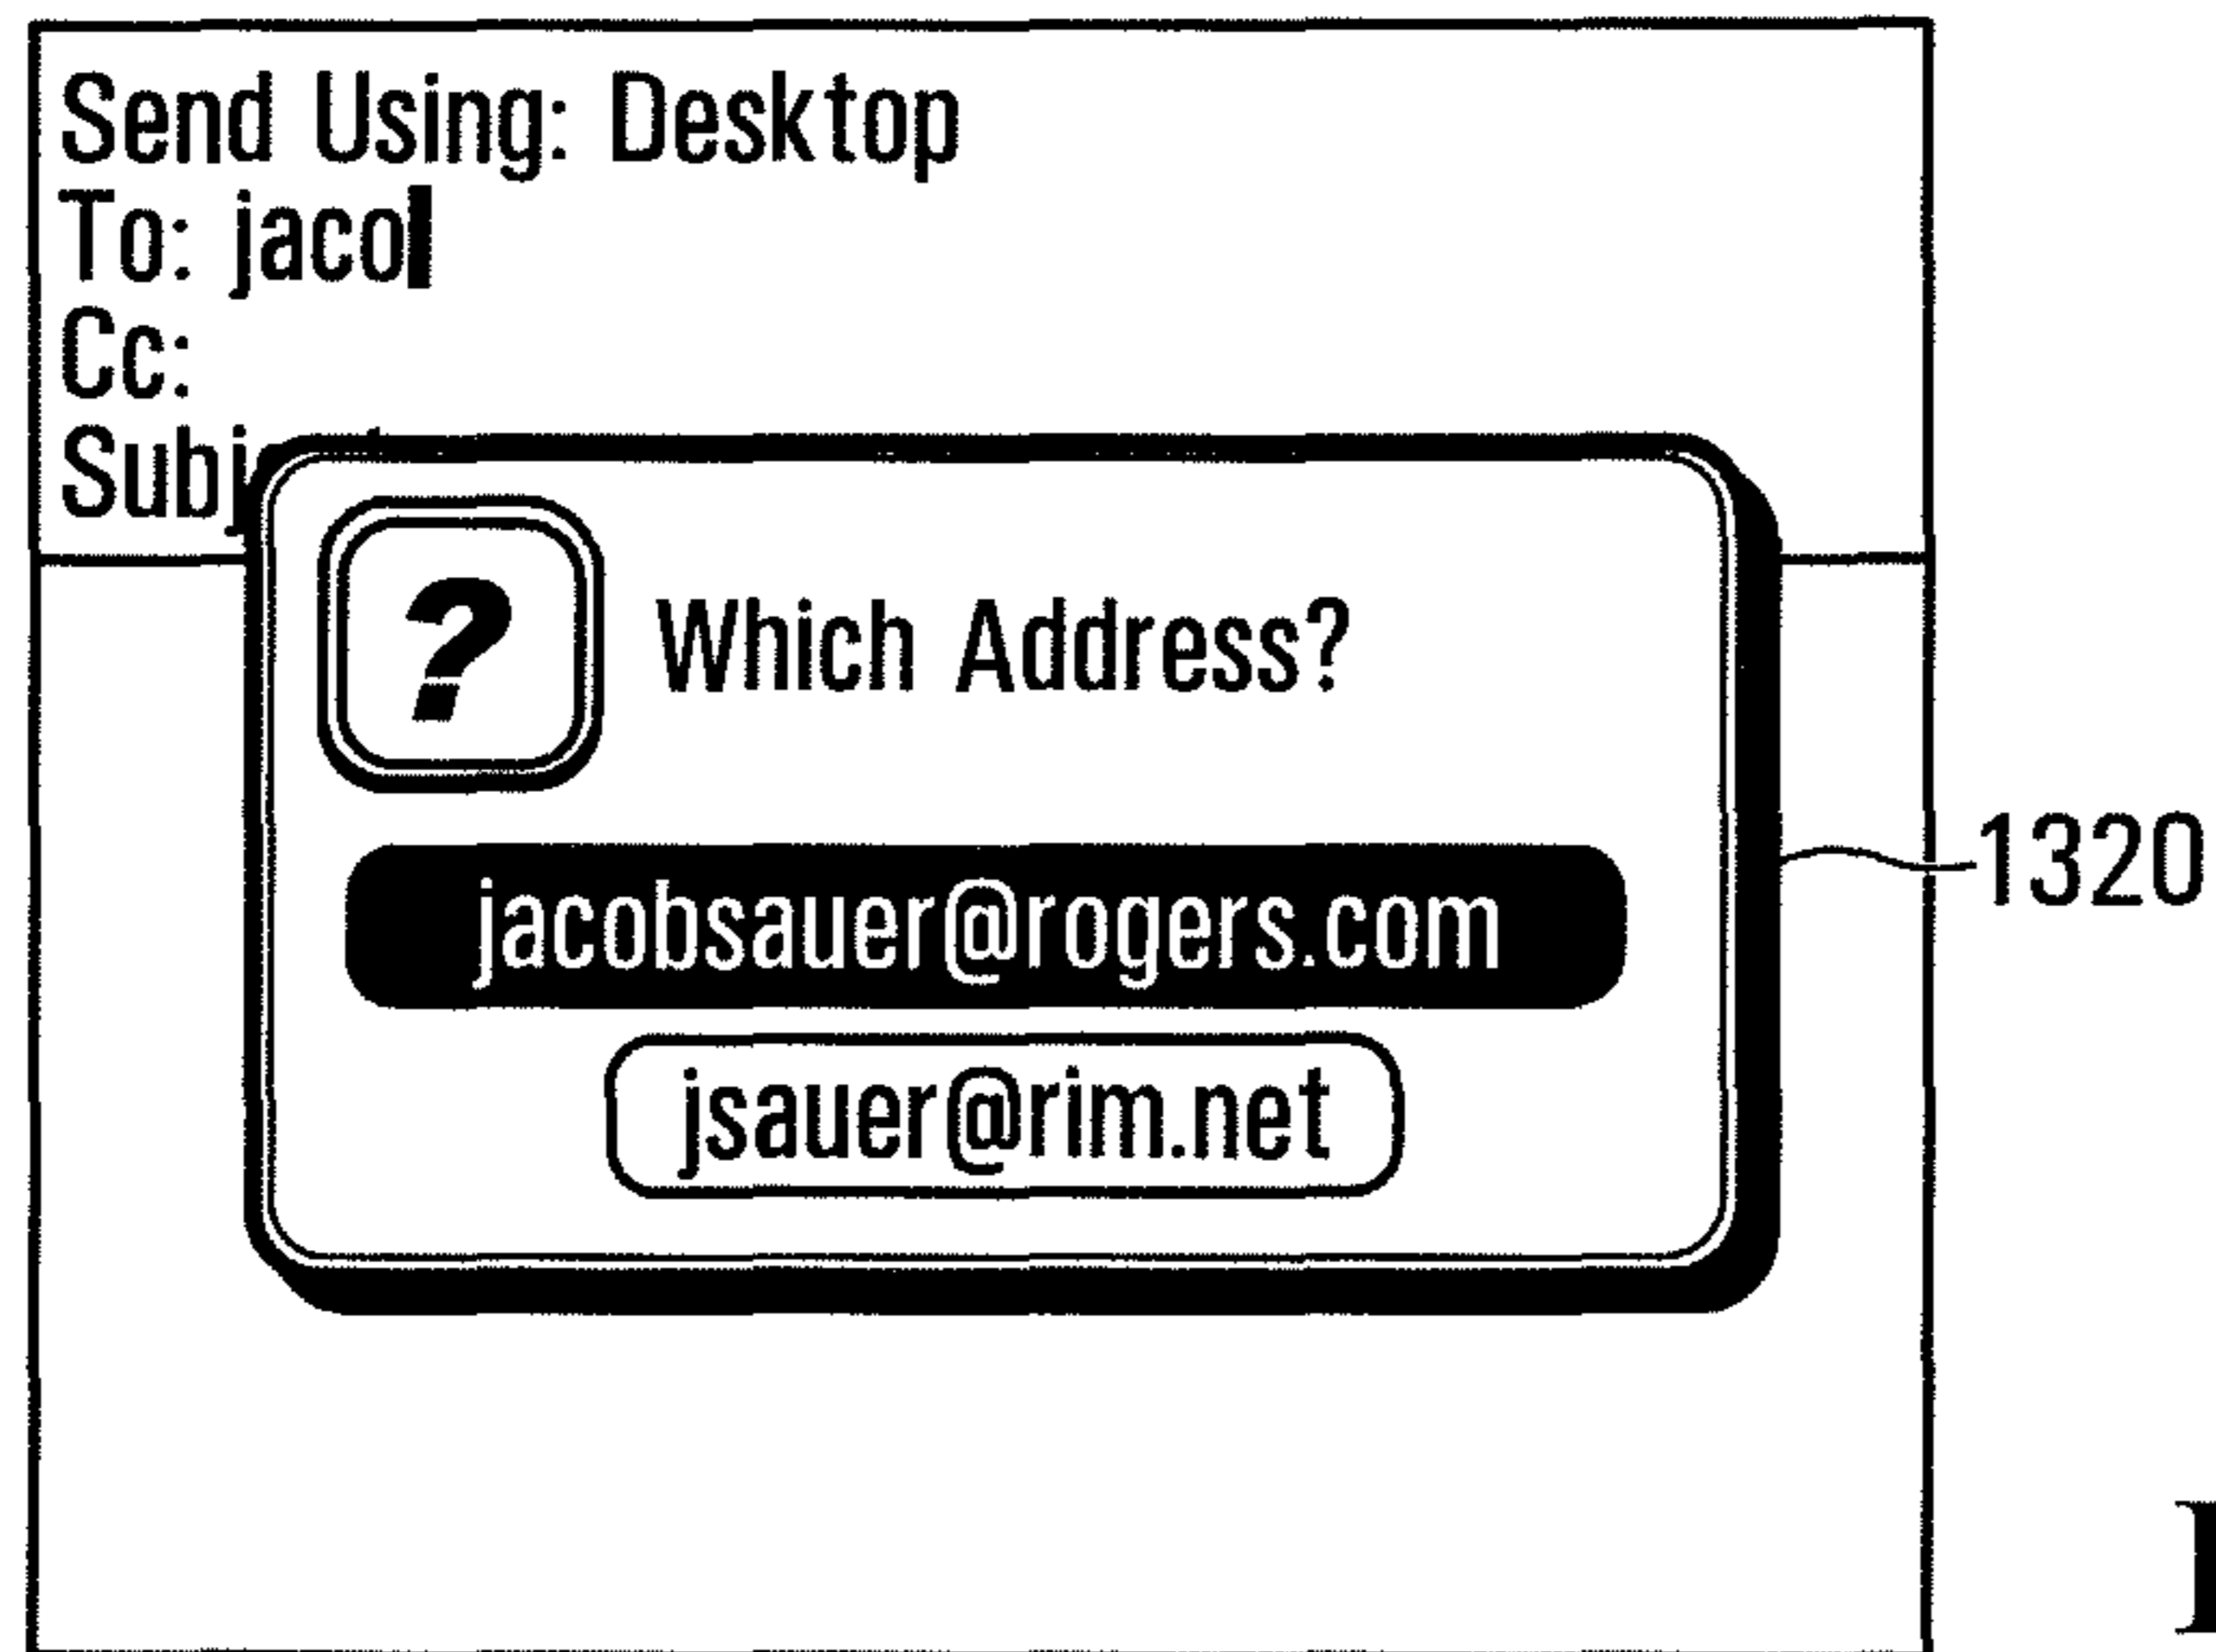 Send Using: Desktop
To: jaco
Cc:
Subj
?
Which Address?
jacobsauer@rogers.com
1320
jsauer@rim.net